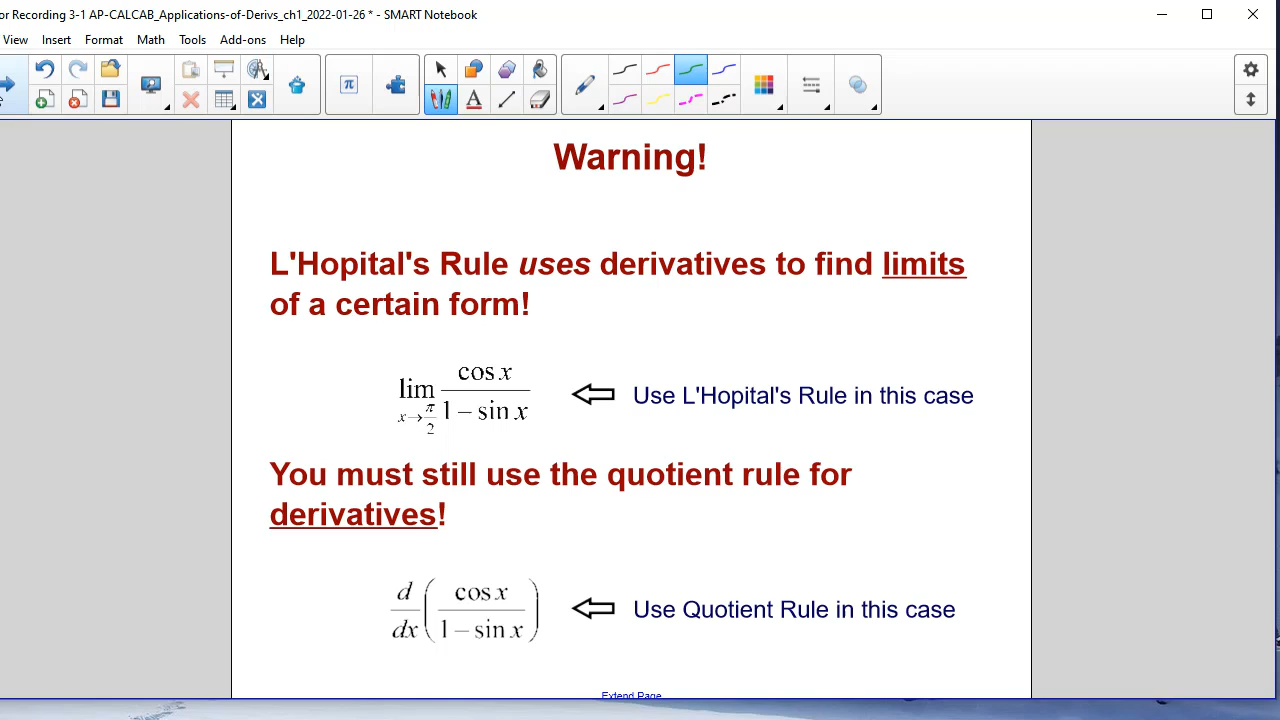 or Recording 3-1 AP-CALCAB_Applications-of-Derivs_ch1_2022-01-26 * - SMART Notebook
View Insert Format Math Tools Add-ons Help
Warning!
L'Hopital's Rule uses derivatives to find limits
of a certain form!
lim x→π/2 cos x / 1 − sin x
Use L'Hopital's Rule in this case
You must still use the quotient rule for
derivatives!
d/dx ( cos x / 1 − sin x )
Use Quotient Rule in this case
Extend Page